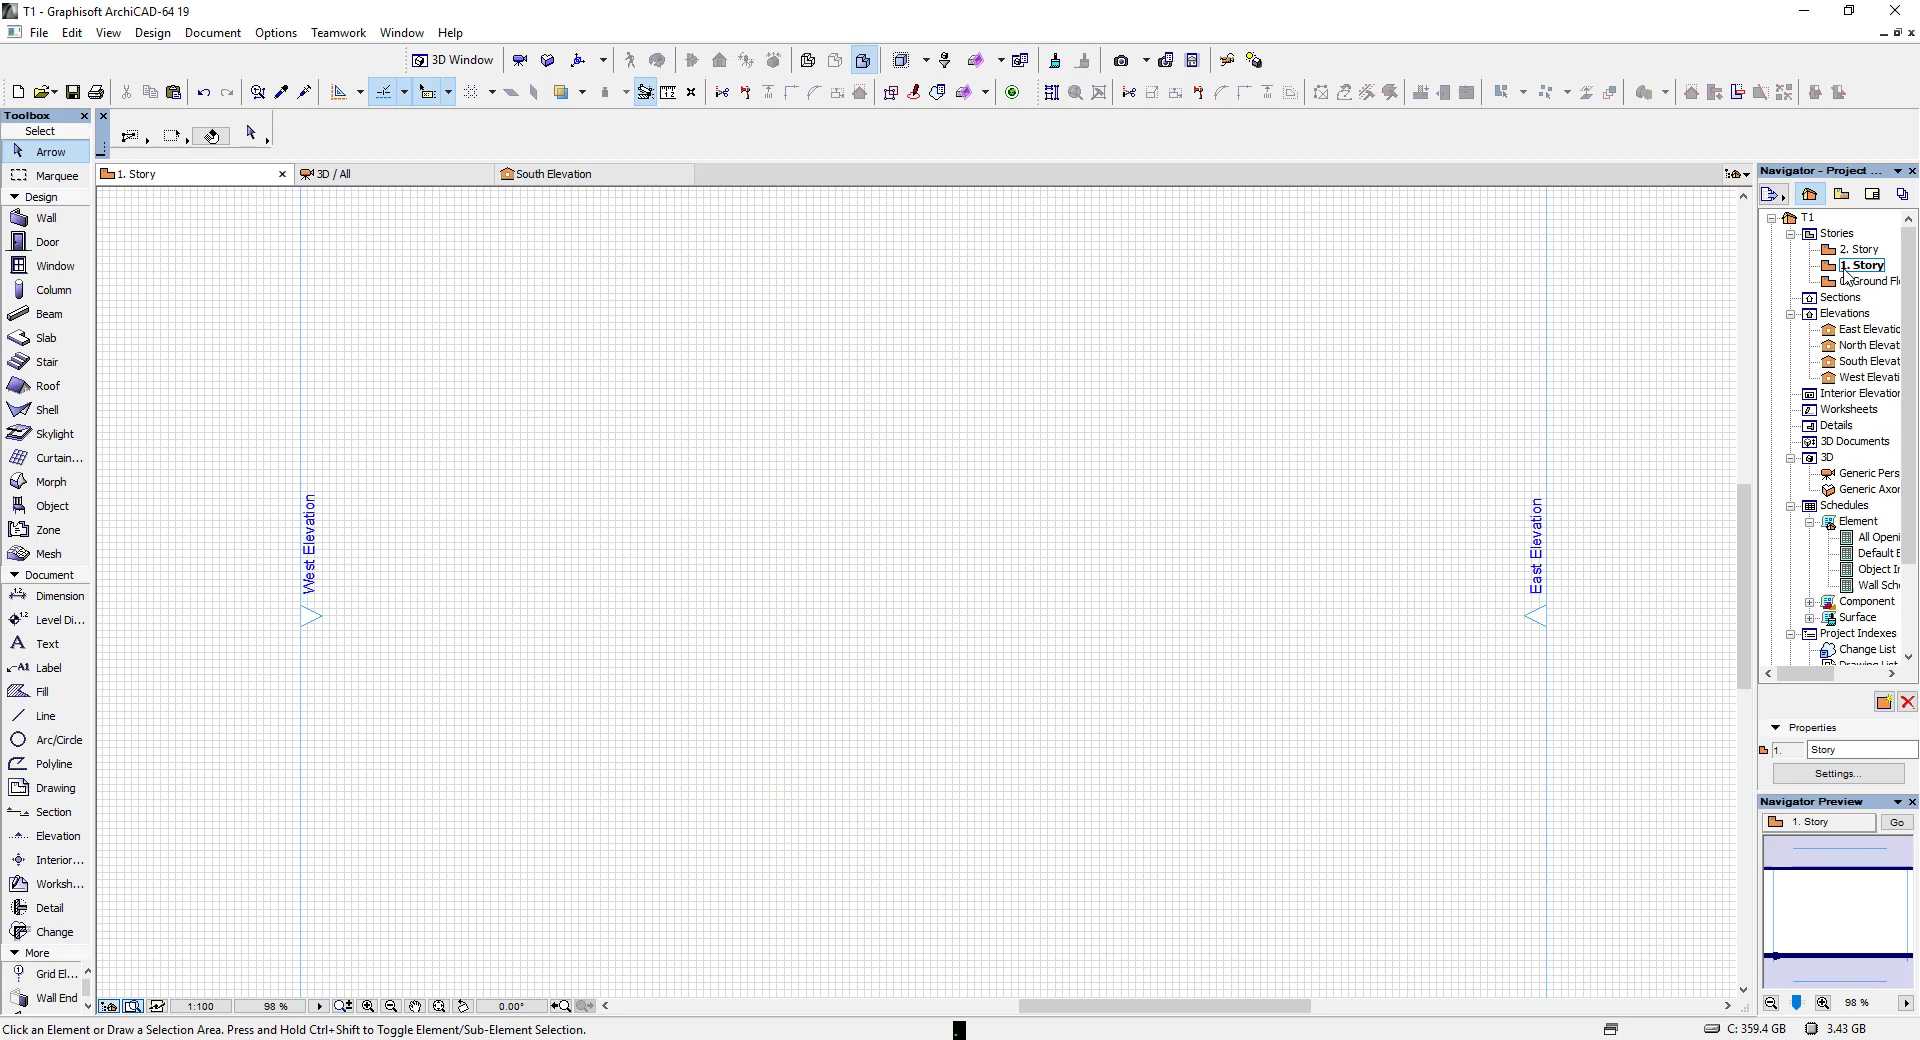 T1 - Graphisoft ArchiCAD-64 19
File Edit View Design Document Options Teamwork Window Help
3D Window
Toolbox
Select
Arrow
Marquee
Design
Wall
Door
Window
Column
Beam
Slab
Stair
Roof
Shell
Skylight
Curtain...
Morph
Object
Zone
Mesh
Document
Dimension
Level Di...
Text
Label
Fill
Line
Arc/Circle
Polyline
Drawing
Section
Elevation
Interior...
Worksh...
Detail
Change
More
Grid El...
Wall End
1. Story
3D / All
South Elevation
West Elevation
East Elevation
Navigator - Project ...
T1
Stories
2. Story
1. Story
Ground Fl
Sections
Elevations
East Elevatio
North Elevat
South Elevat
West Elevati
Interior Elevation
Worksheets
Details
3D Documents
3D
Generic Pers
Generic Axor
Schedules
Element
All Openi
Default E
Object Ir
Wall Sch
Component
Surface
Project Indexes
Change List
Properties
1. Story
Settings...
Navigator Preview
1. Story Go
98 %
1:100 98 % 0.00°
Click an Element or Draw a Selection Area. Press and Hold Ctrl+Shift to Toggle Element/Sub-Element Selection.
C: 359.4 GB 3.43 GB